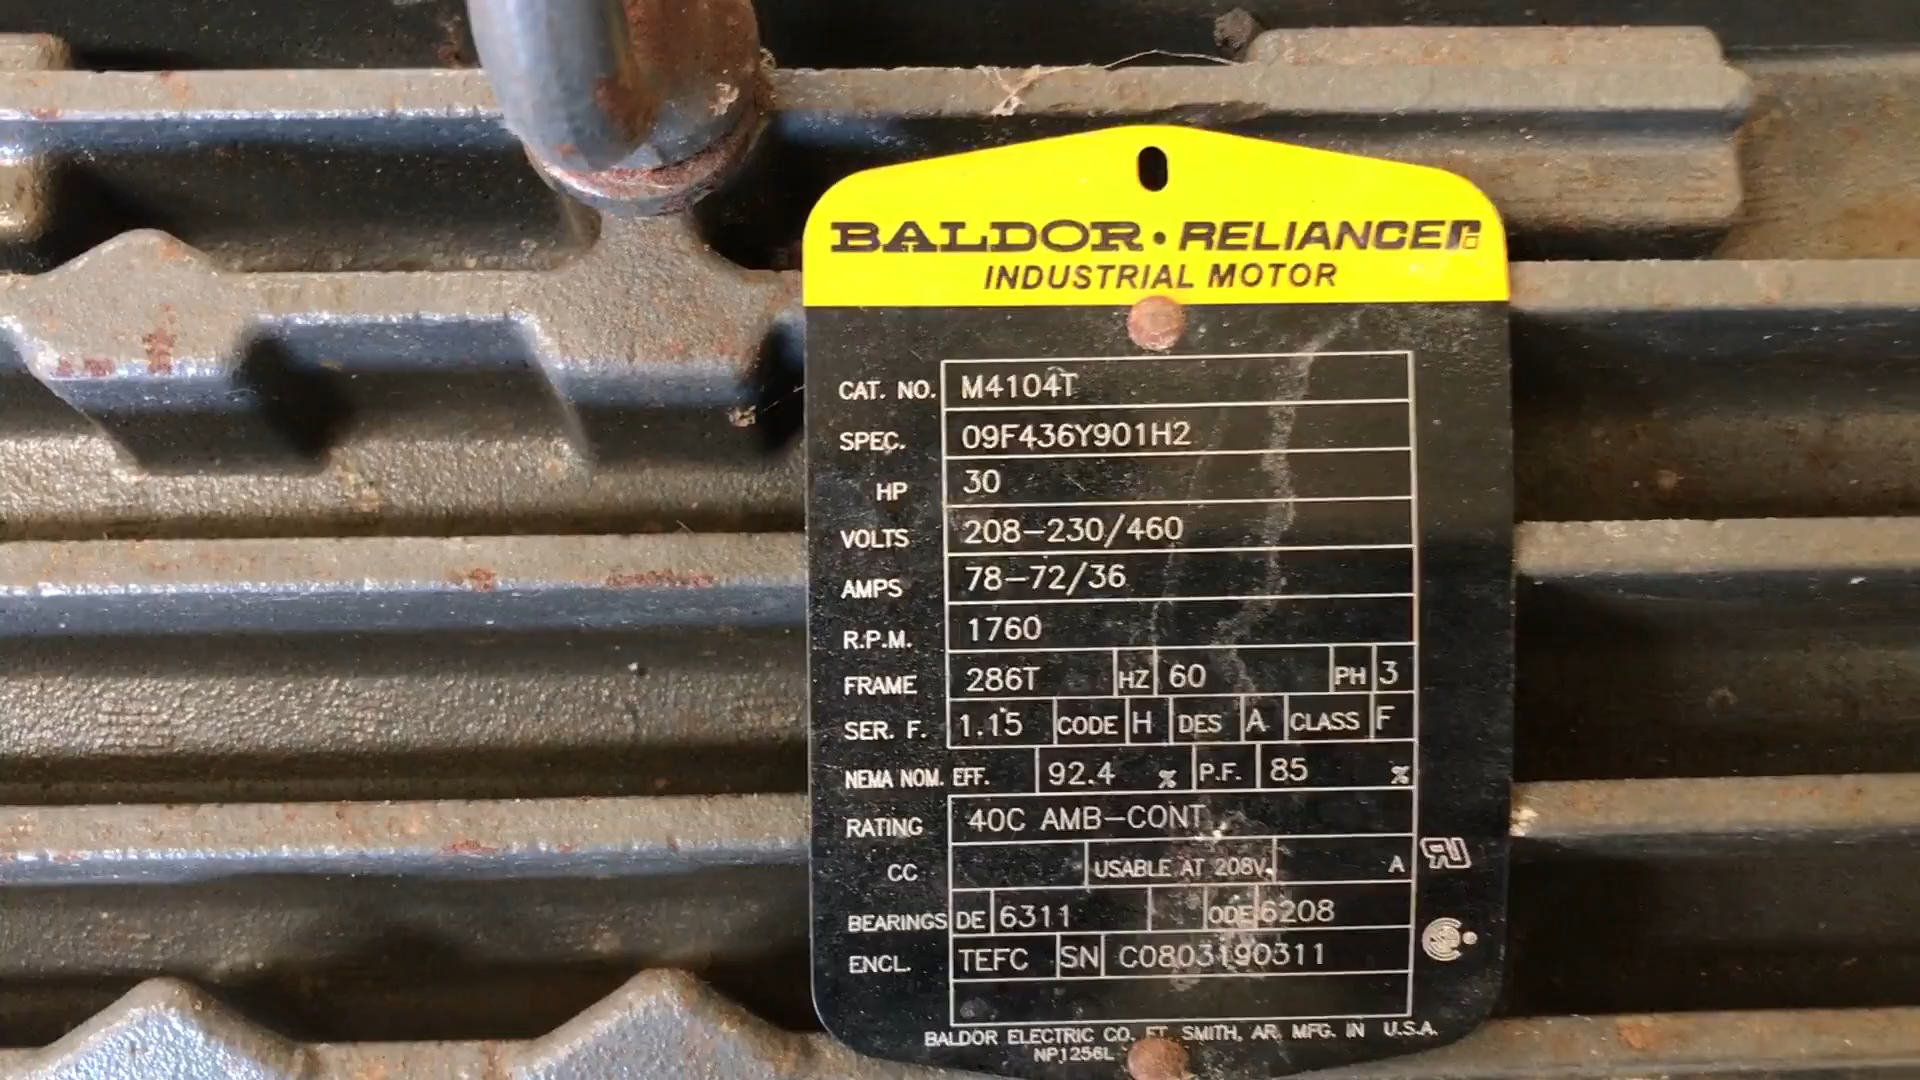 BALDOR • RELIANCE
INDUSTRIAL MOTOR
CAT. NO. M4104T
SPEC. 09F436Y901H2
HP 30
VOLTS 208-230/460
AMPS 78-72/36
R.P.M. 1760
FRAME 286T HZ 60 PH 3
SER. F. 1.15 CODE H DES A CLASS F
NEMA NOM. EFF. 92.4 % P.F. 85 %
RATING 40C AMB-CONT
CC USABLE AT 208V A
BEARINGS DE 6311 ODE 6208
ENCL. TEFC SN C0803190311
BALDOR ELECTRIC CO. FT. SMITH, AR. MFG. IN U.S.A.
NP1256L